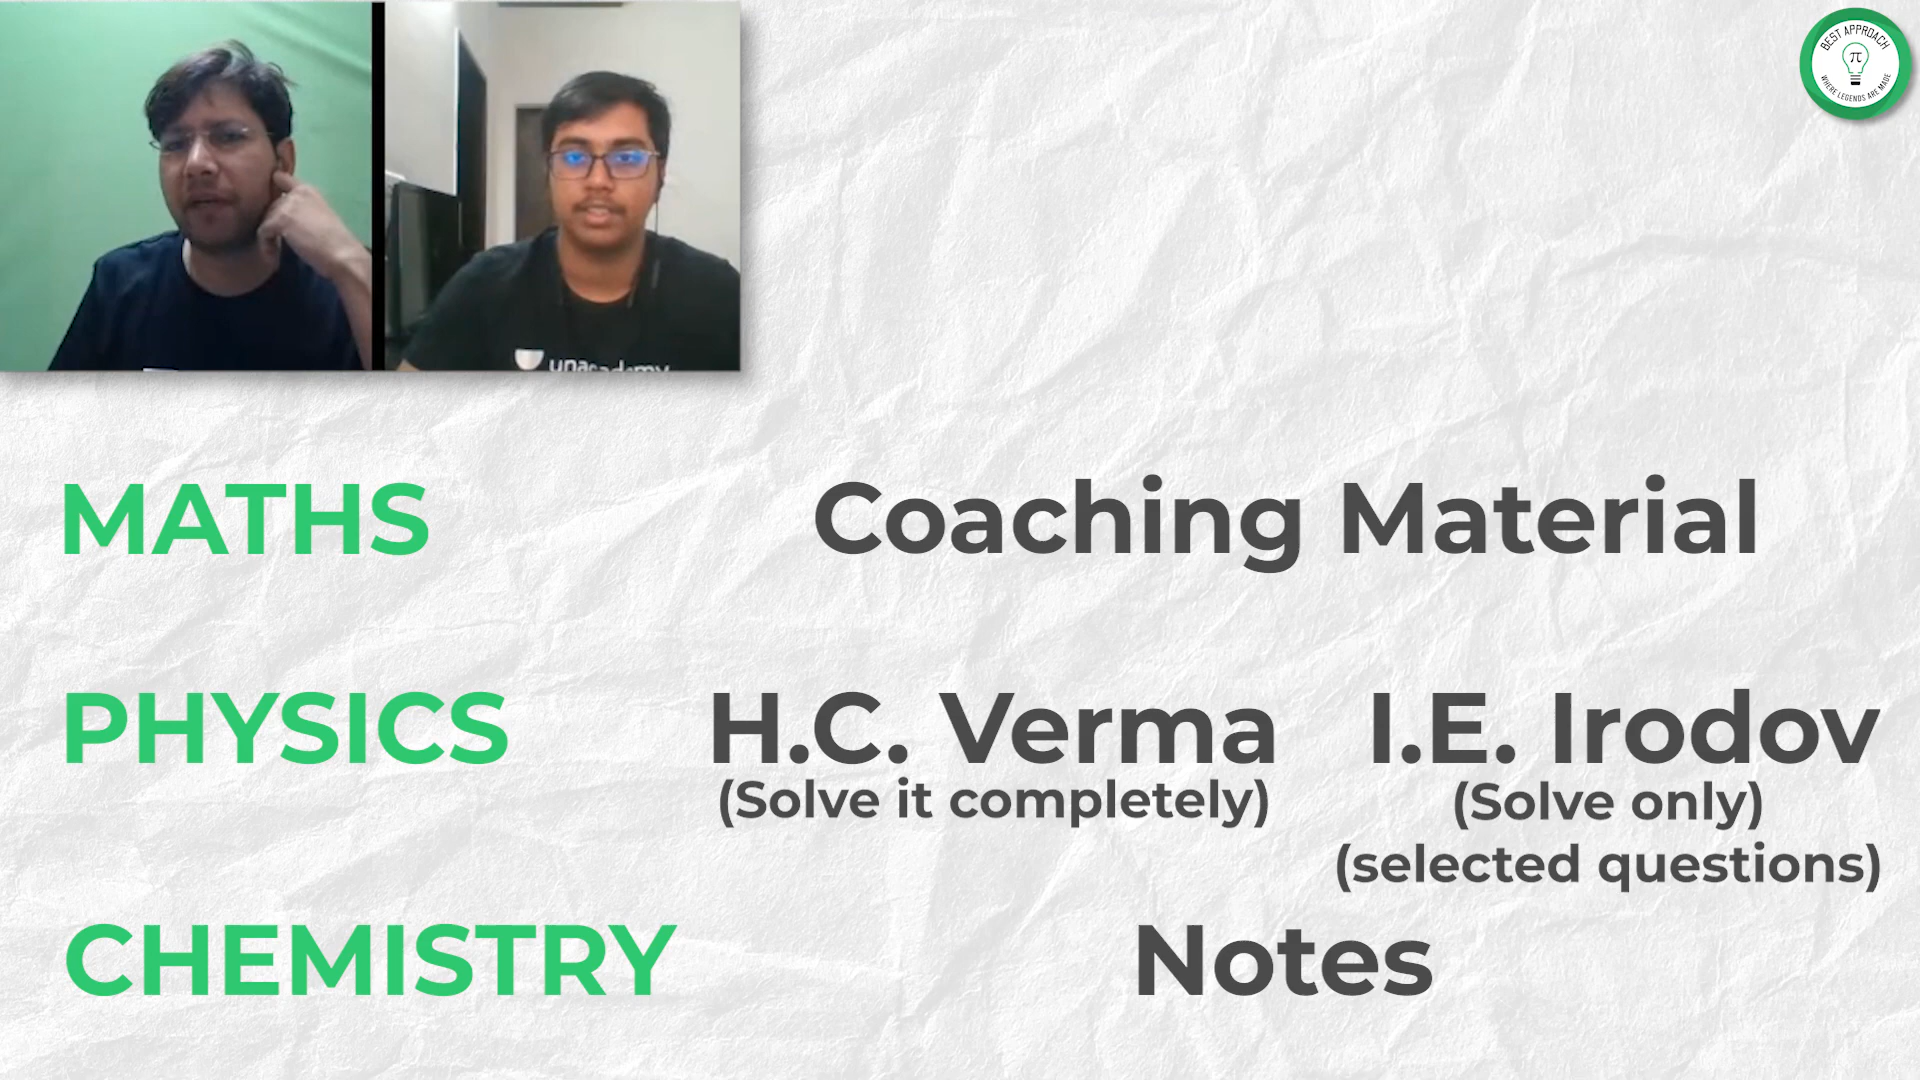 BEST APPROACH
π
WHERE LEGENDS ARE MADE
unacademy
MATHS
Coaching Material
PHYSICS
H.C. Verma
I.E. Irodov
(Solve it completely)
(Solve only)
(selected questions)
CHEMISTRY
Notes